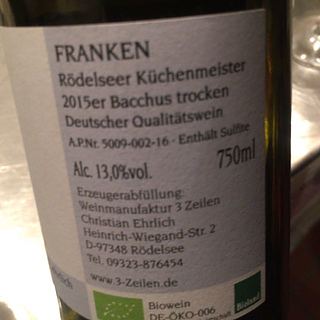 FRANKEN
Rödelseer Küchenmeister
2015er Bacchus trocken
Deutscher Qualitätswein
A.P.Nr. 5009-002-16 · Enthält Sulfite
Alc. 13,0%vol. 750ml
Erzeugerabfüllung:
Weinmanufaktur 3 Zeilen
Christian Ehrlich
Heinrich-Wiegand-Str. 2
D-97348 Rödelsee
Tel. 09323-876454
www.3-Zeilen.de
Biowein
DE-ÖKO-006
Bioland